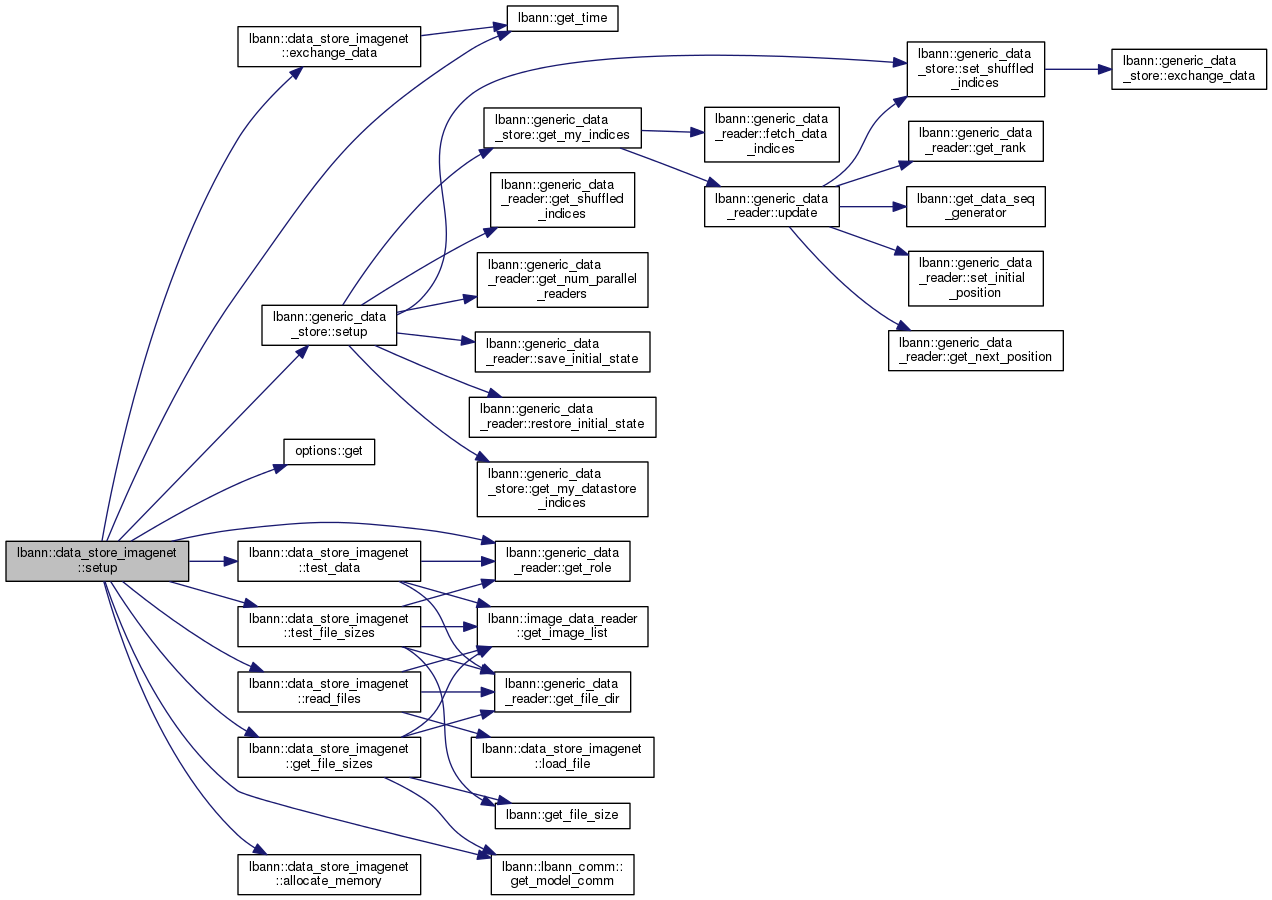 lbann::data_store_imagenet
::setup
lbann::data_store_imagenet
::exchange_data
lbann::get_time
lbann::generic_data
_store::setup
lbann::generic_data
_store::get_my_indices
lbann::generic_data
_reader::fetch_data
_indices
lbann::generic_data
_reader::update
lbann::generic_data
_store::set_shuffled
_indices
lbann::generic_data
_store::exchange_data
lbann::generic_data
_reader::get_rank
lbann::get_data_seq
_generator
lbann::generic_data
_reader::set_initial
_position
lbann::generic_data
_reader::get_next_position
lbann::generic_data
_reader::get_shuffled
_indices
lbann::generic_data
_reader::get_num_parallel
_readers
lbann::generic_data
_reader::save_initial_state
lbann::generic_data
_reader::restore_initial_state
lbann::generic_data
_store::get_my_datastore
_indices
options::get
lbann::data_store_imagenet
::test_data
lbann::generic_data
_reader::get_role
lbann::data_store_imagenet
::test_file_sizes
lbann::image_data_reader
::get_image_list
lbann::data_store_imagenet
::read_files
lbann::generic_data
_reader::get_file_dir
lbann::data_store_imagenet
::get_file_sizes
lbann::data_store_imagenet
::load_file
lbann::get_file_size
lbann::data_store_imagenet
::allocate_memory
lbann::lbann_comm::
get_model_comm